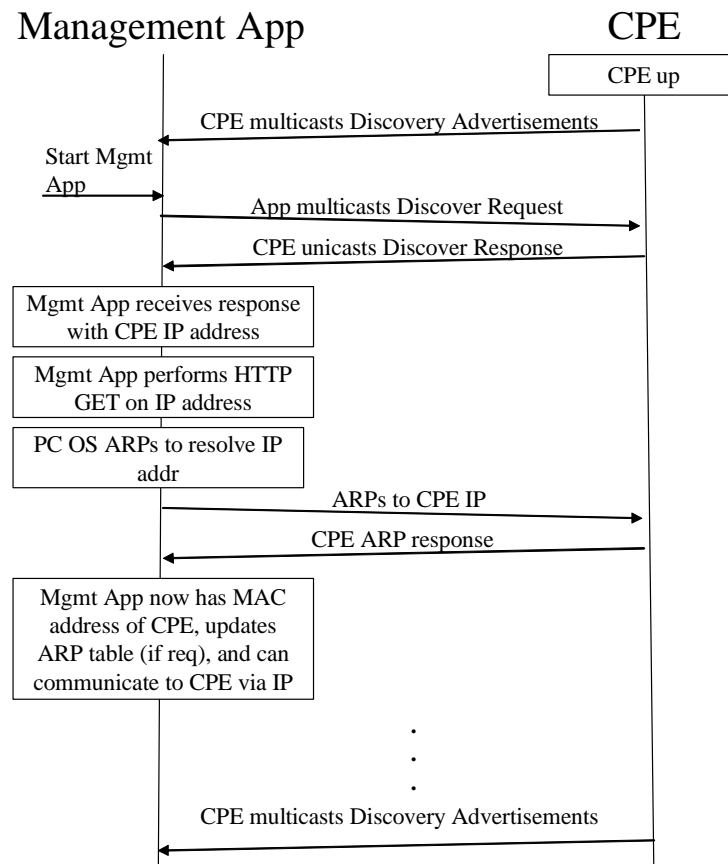 Management App
CPE
CPE up
CPE multicasts Discovery Advertisements
Start Mgmt
App
App multicasts Discover Request
CPE unicasts Discover Response
Mgmt App receives response
with CPE IP address
Mgmt App performs HTTP
GET on IP address
PC OS ARPs to resolve IP
addr
ARPs to CPE IP
CPE ARP response
Mgmt App now has MAC
address of CPE, updates
ARP table (if req), and can
communicate to CPE via IP
.
.
.
CPE multicasts Discovery Advertisements